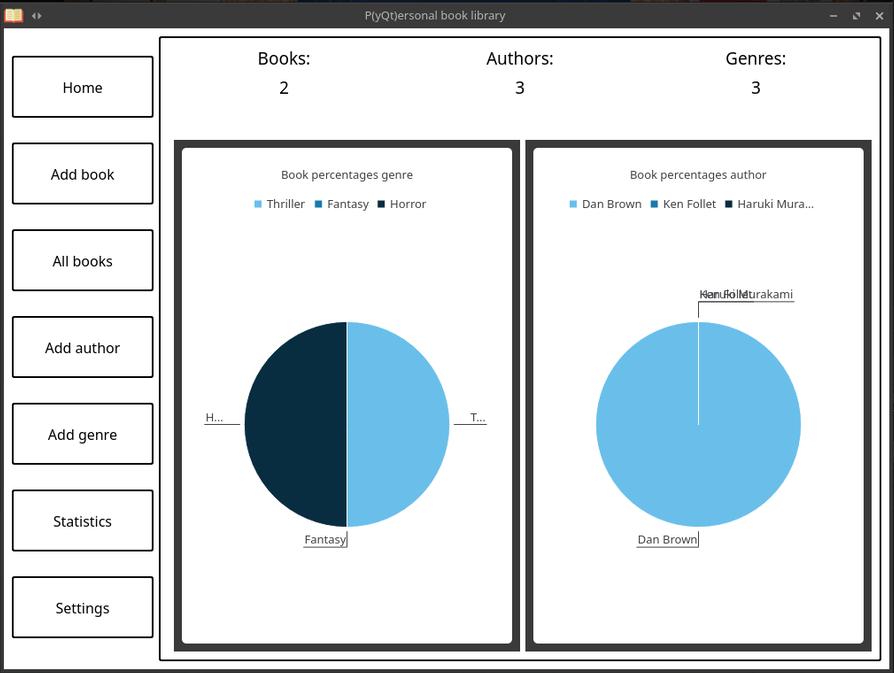 P(yQt)ersonal book library
Home
Add book
All books
Add author
Add genre
Statistics
Settings
Books:
2
Authors:
3
Genres:
3
Book percentages genre
Thriller Fantasy Horror
H...
T...
Fantasy
Book percentages author
Dan Brown Ken Follet Haruki Mura...
Haruki Murakami
Ken Follet
Dan Brown